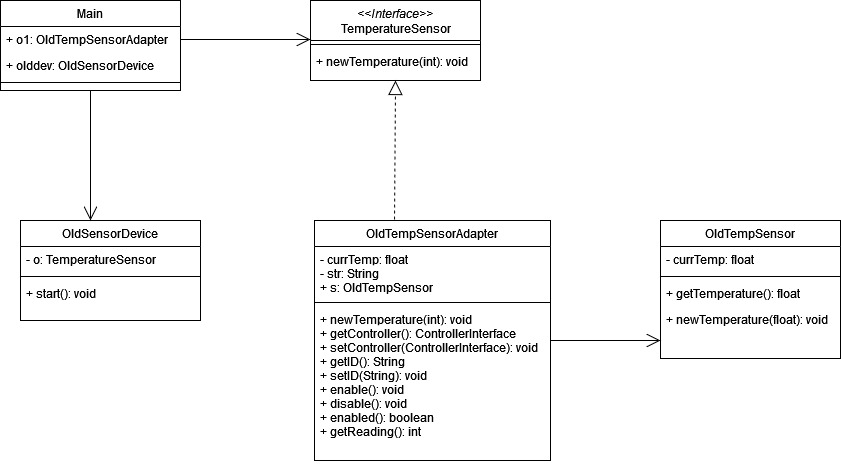 Main
+ o1: OldTempSensorAdapter
+ olddev: OldSensorDevice
<<Interface>>
TemperatureSensor
+ newTemperature(int): void
OldSensorDevice
- o: TemperatureSensor
+ start(): void
OldTempSensorAdapter
- currTemp: float
- str: String
+ s: OldTempSensor
+ newTemperature(int): void
+ getController(): ControllerInterface
+ setController(ControllerInterface): void
+ getID(): String
+ setID(String): void
+ enable(): void
+ disable(): void
+ enabled(): boolean
+ getReading(): int
OldTempSensor
- currTemp: float
+ getTemperature(): float
+ newTemperature(float): void